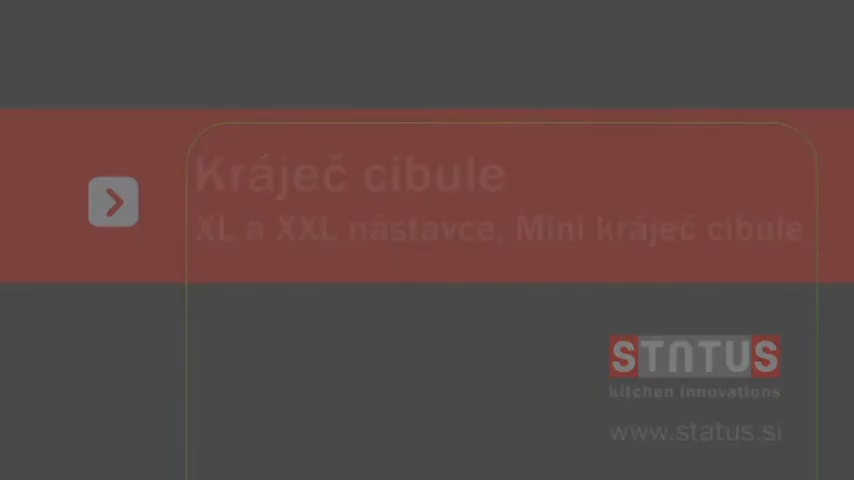 Kráječ cibule
XL a XXL nástavce, Mini kráječ cibule
STATUS
kitchen innovations
www.status.si